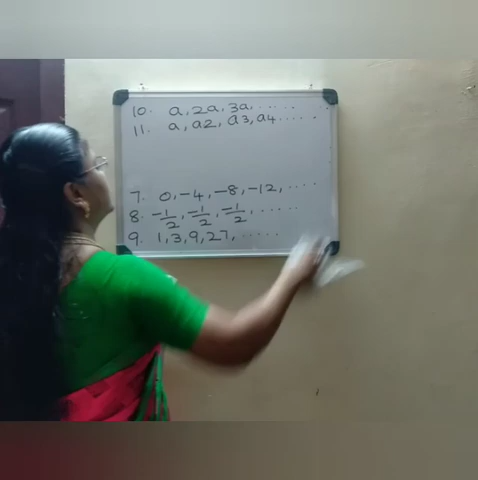 10. a, 2a, 3a, . . . . . .
11. a, a2, a3, a4 . . . . .
7. 0, -4, -8, -12, . . . .
8. -1/2, -1/2, -1/2, . . . . .
9. 1, 3, 9, 27, . . . . .